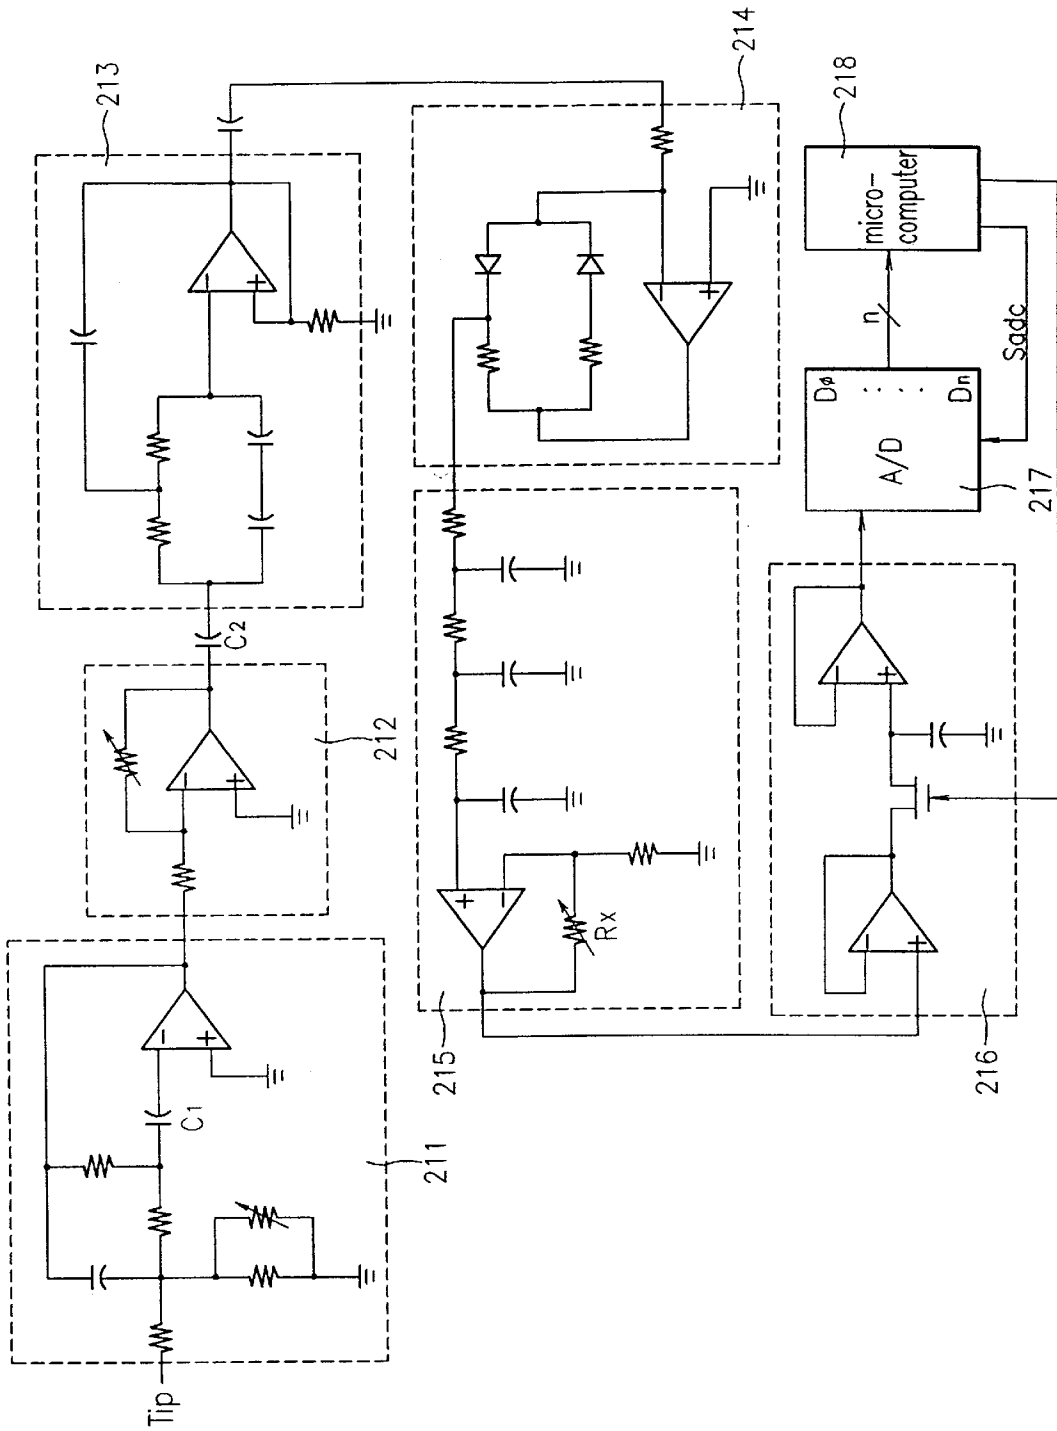 Tip
211
C1
212
C2
213
214
215
Rx
216
A/D
DØ
Dn
217
n
Sadc
micro-
computer
218